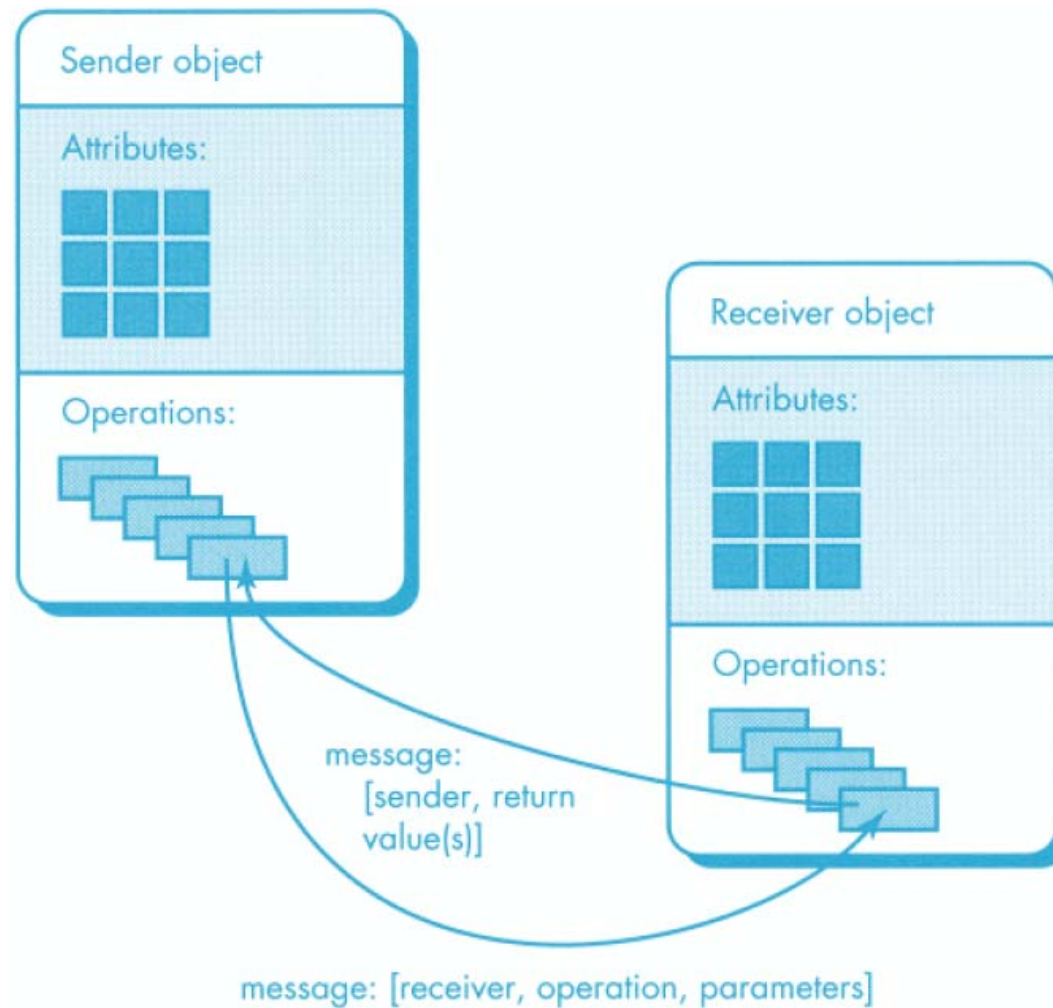 Sender object
Attributes:
Operations:
Receiver object
Attributes:
Operations:
message:
[sender, return
value(s)]
message: [receiver, operation, parameters]